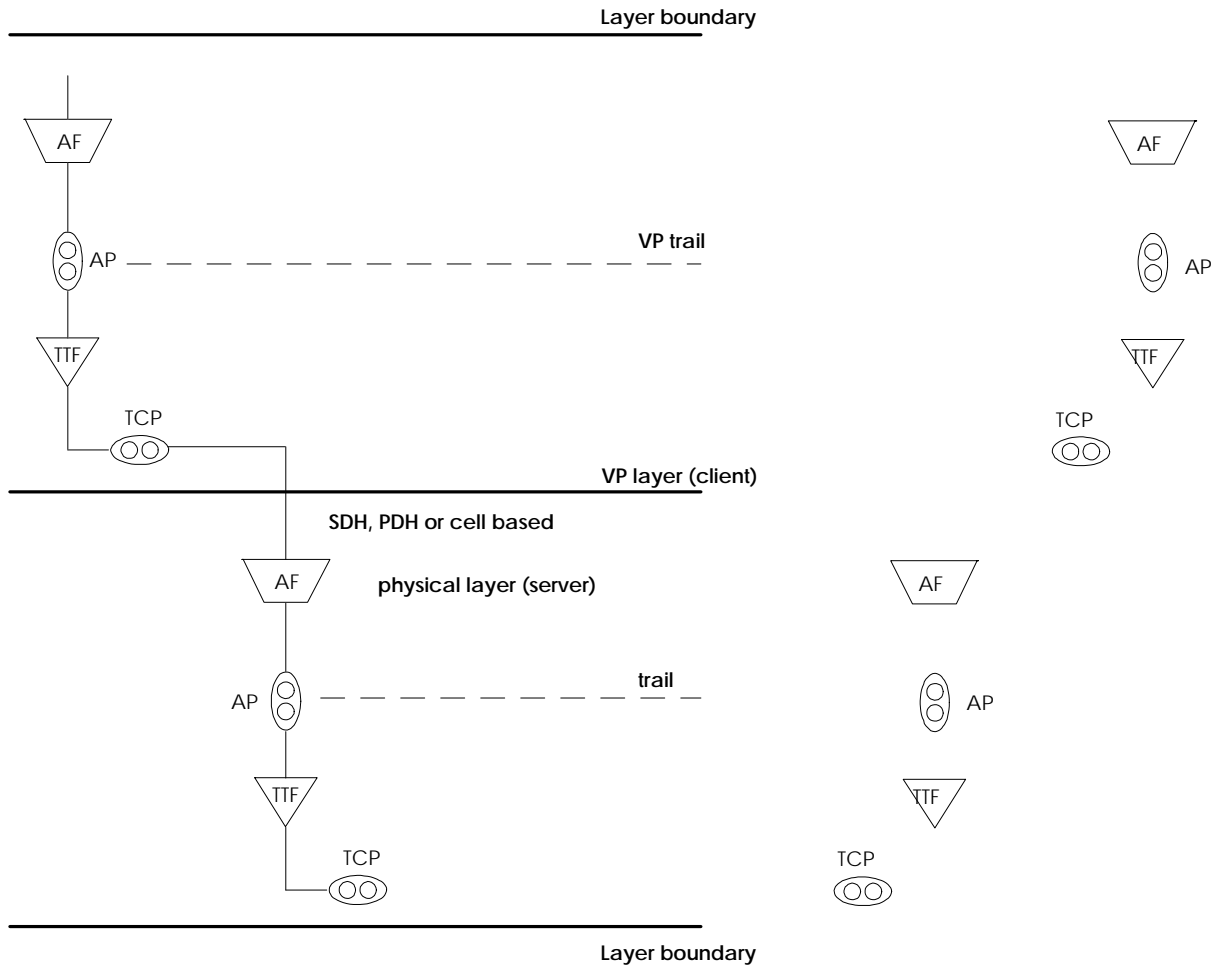 Layer boundary
AF
AF
VP trail
AP
AP
TTF
TTF
TCP
TCP
VP layer (client)
SDH, PDH or cell based
AF
physical layer (server)
AF
trail
AP
AP
TTF
TTF
TCP
TCP
Layer boundary